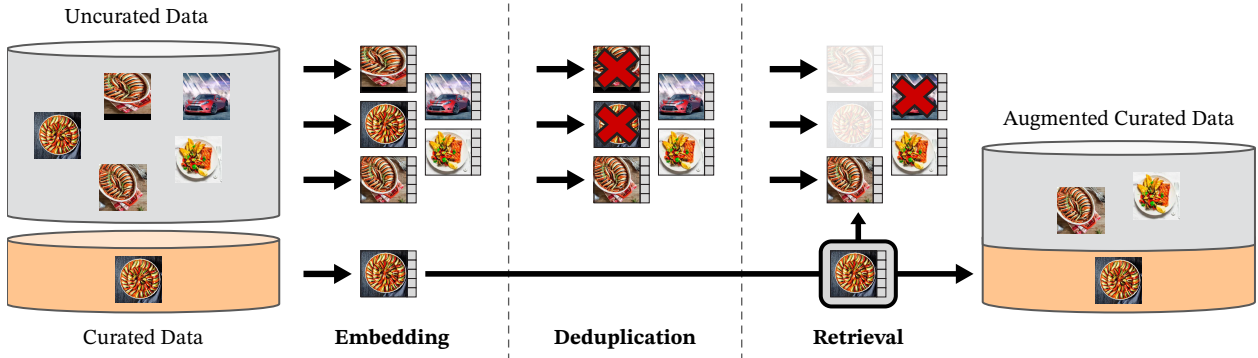 Uncurated Data
Augmented Curated Data
Curated Data
Embedding
Deduplication
Retrieval